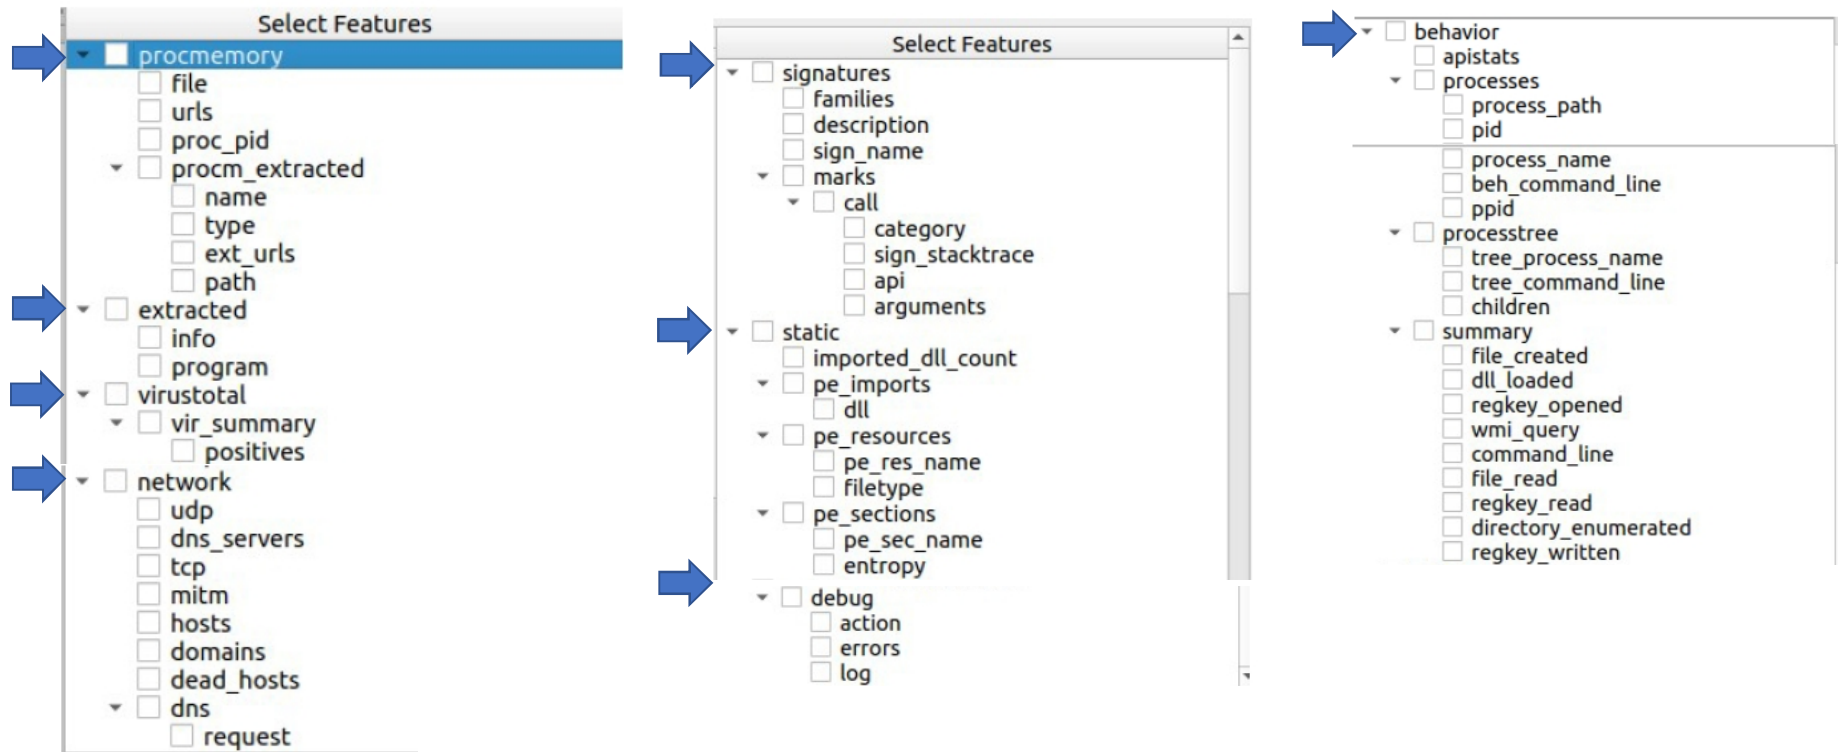 Select Features
procmemory
file
urls
proc_pid
procm_extracted
name
type
ext_urls
path
extracted
info
program
virustotal
vir_summary
positives
network
udp
dns_servers
tcp
mitm
hosts
domains
dead_hosts
dns
request
Select Features
signatures
families
description
sign_name
marks
call
category
sign_stacktrace
api
arguments
static
imported_dll_count
pe_imports
dll
pe_resources
pe_res_name
filetype
pe_sections
pe_sec_name
entropy
debug
action
errors
log
behavior
apistats
processes
process_path
pid
process_name
beh_command_line
ppid
processtree
tree_process_name
tree_command_line
children
summary
file_created
dll_loaded
regkey_opened
wmi_query
command_line
file_read
regkey_read
directory_enumerated
regkey_written